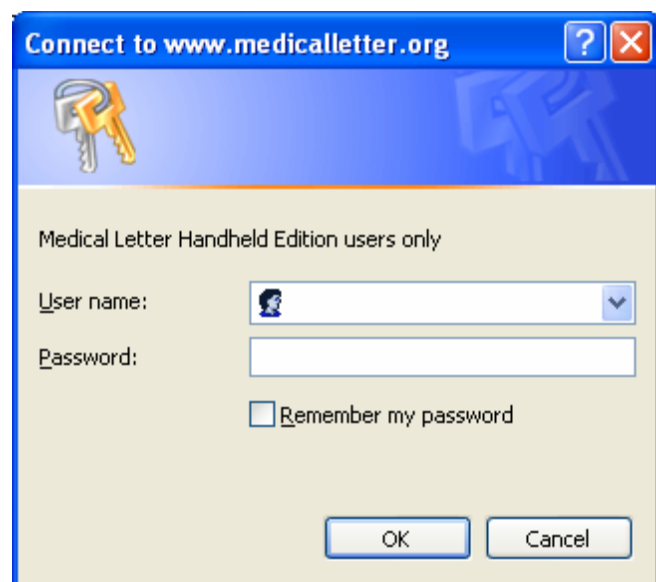 Connect to www.medicalletter.org
Medical Letter Handheld Edition users only
User name:
Password:
Remember my password
OK Cancel